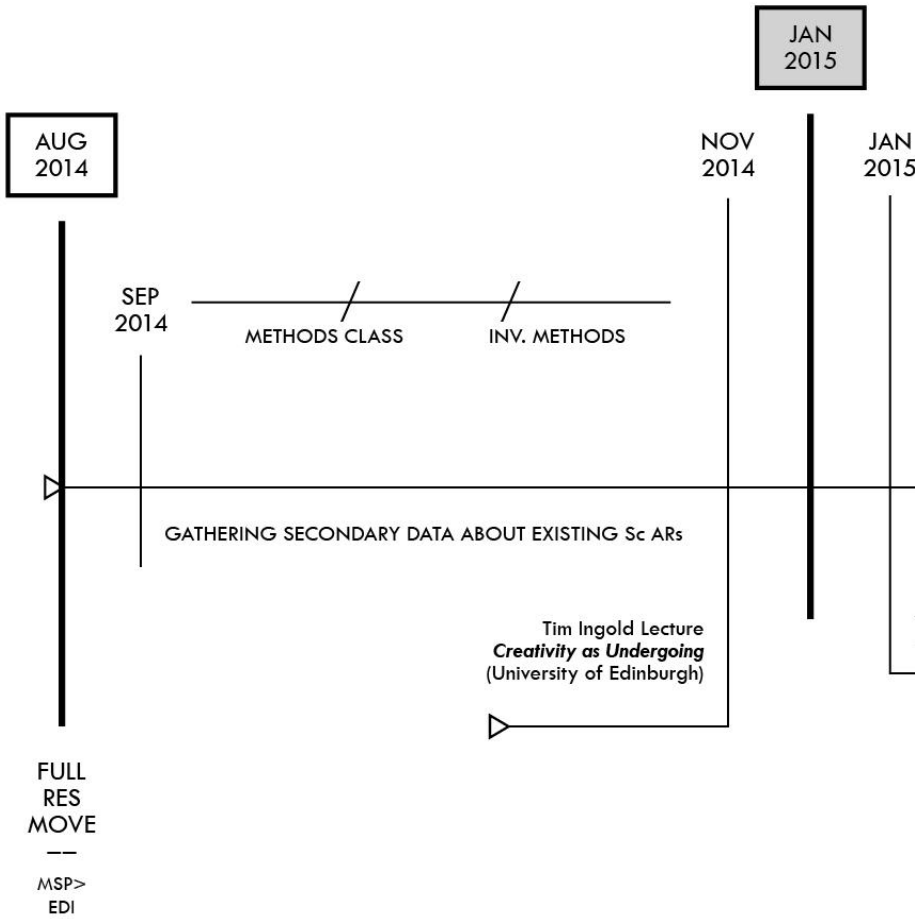 JAN
2015
AUG
2014
NOV
2014
JAN
2015
SEP
2014
METHODS CLASS
INV. METHODS
GATHERING SECONDARY DATA ABOUT EXISTING Sc ARs
Tim Ingold Lecture
Creativity as Undergoing
(University of Edinburgh)
FULL
RES
MOVE
––
MSP>
EDI